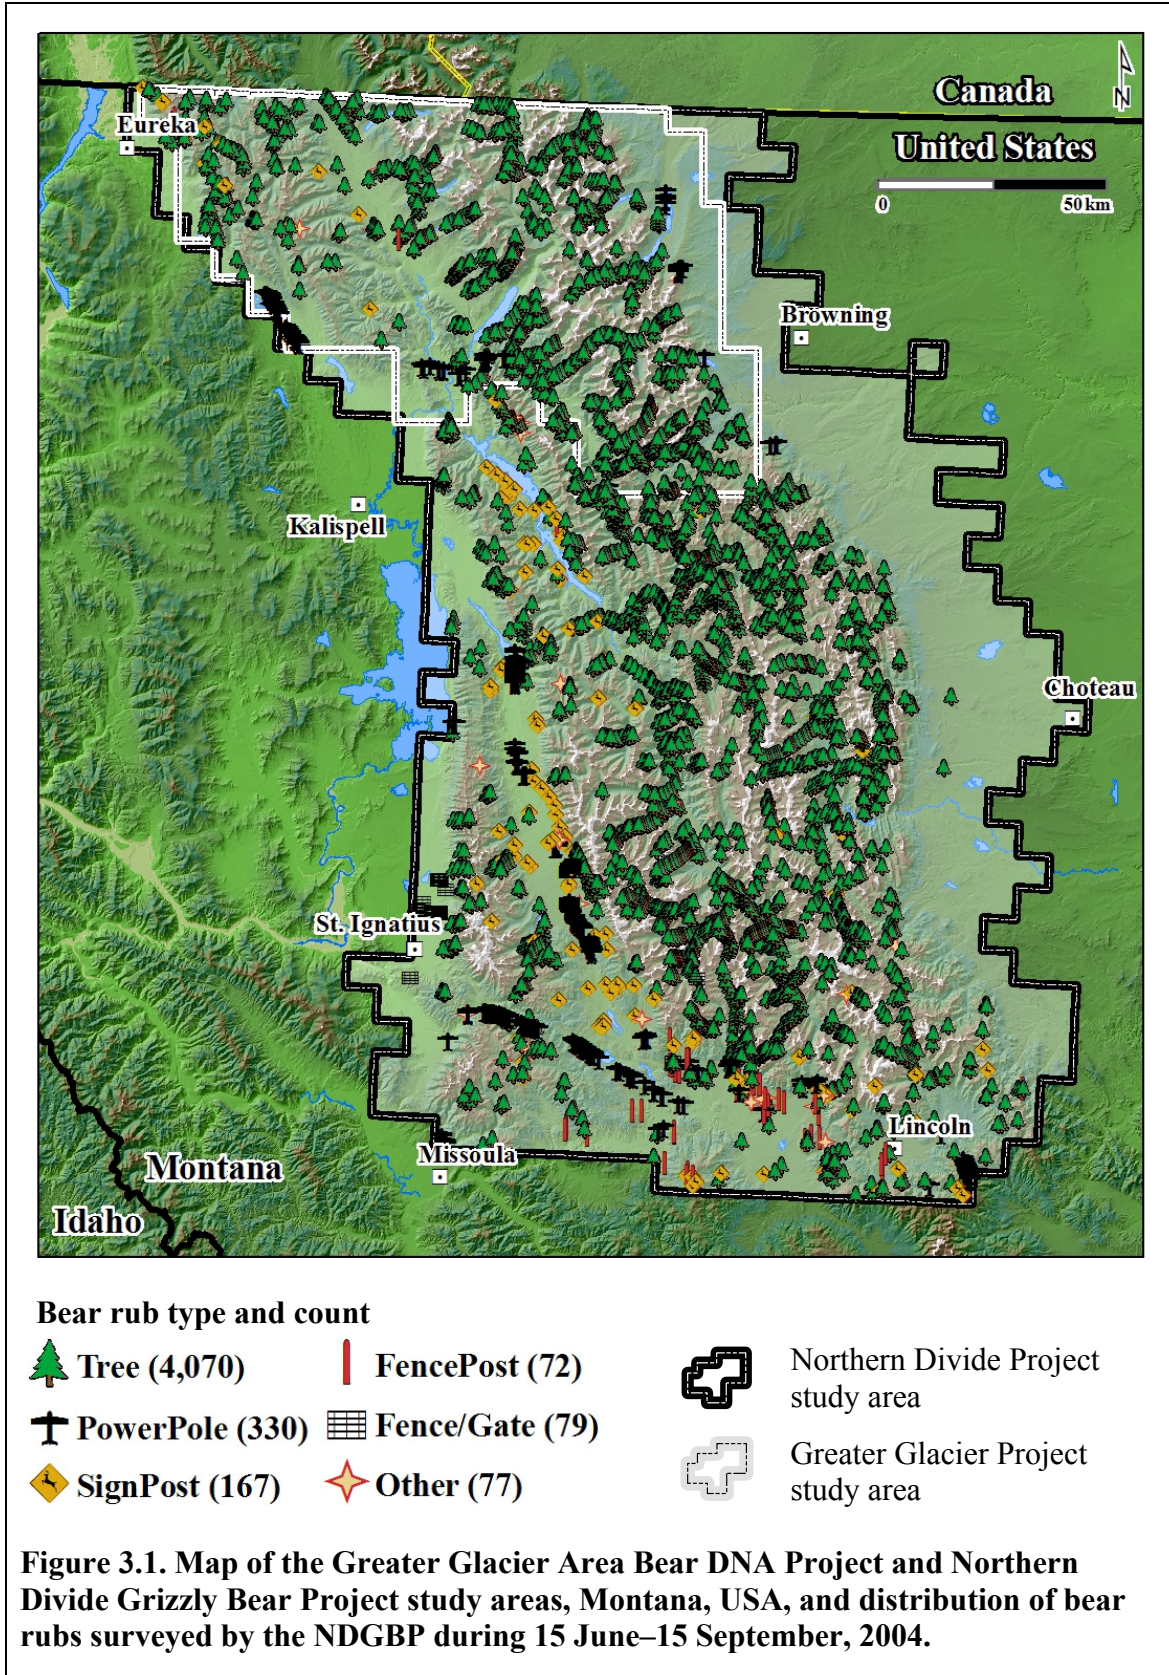 Canada
N
Eureka
United States
0 50 km
Browning
Kalispell
Choteau
St. Ignatius
Lincoln
Missoula
Montana
Idaho
Bear rub type and count
Tree (4,070)
FencePost (72)
Northern Divide Project
study area
PowerPole (330)
Fence/Gate (79)
Greater Glacier Project
study area
SignPost (167)
Other (77)
Figure 3.1. Map of the Greater Glacier Area Bear DNA Project and Northern
Divide Grizzly Bear Project study areas, Montana, USA, and distribution of bear
rubs surveyed by the NDGBP during 15 June–15 September, 2004.